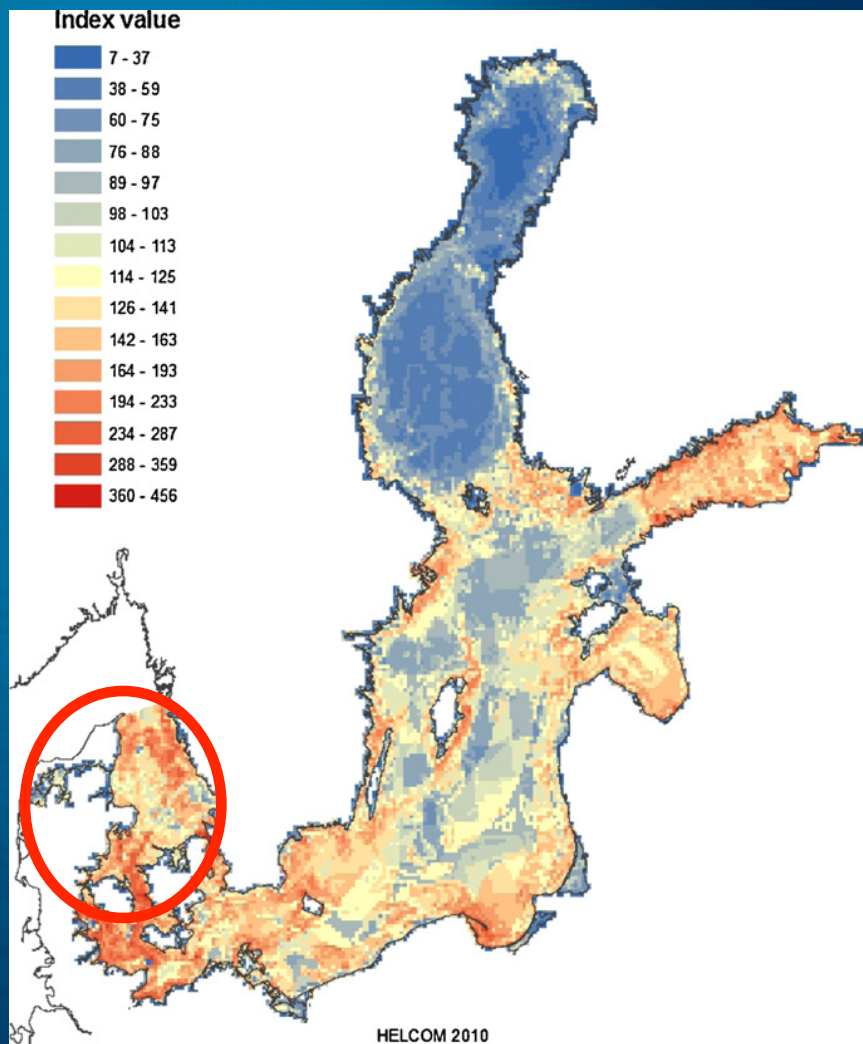 Index value
7 - 37
38 - 59
60 - 75
76 - 88
89 - 97
98 - 103
104 - 113
114 - 125
126 - 141
142 - 163
164 - 193
194 - 233
234 - 287
288 - 359
360 - 456
HELCOM 2010